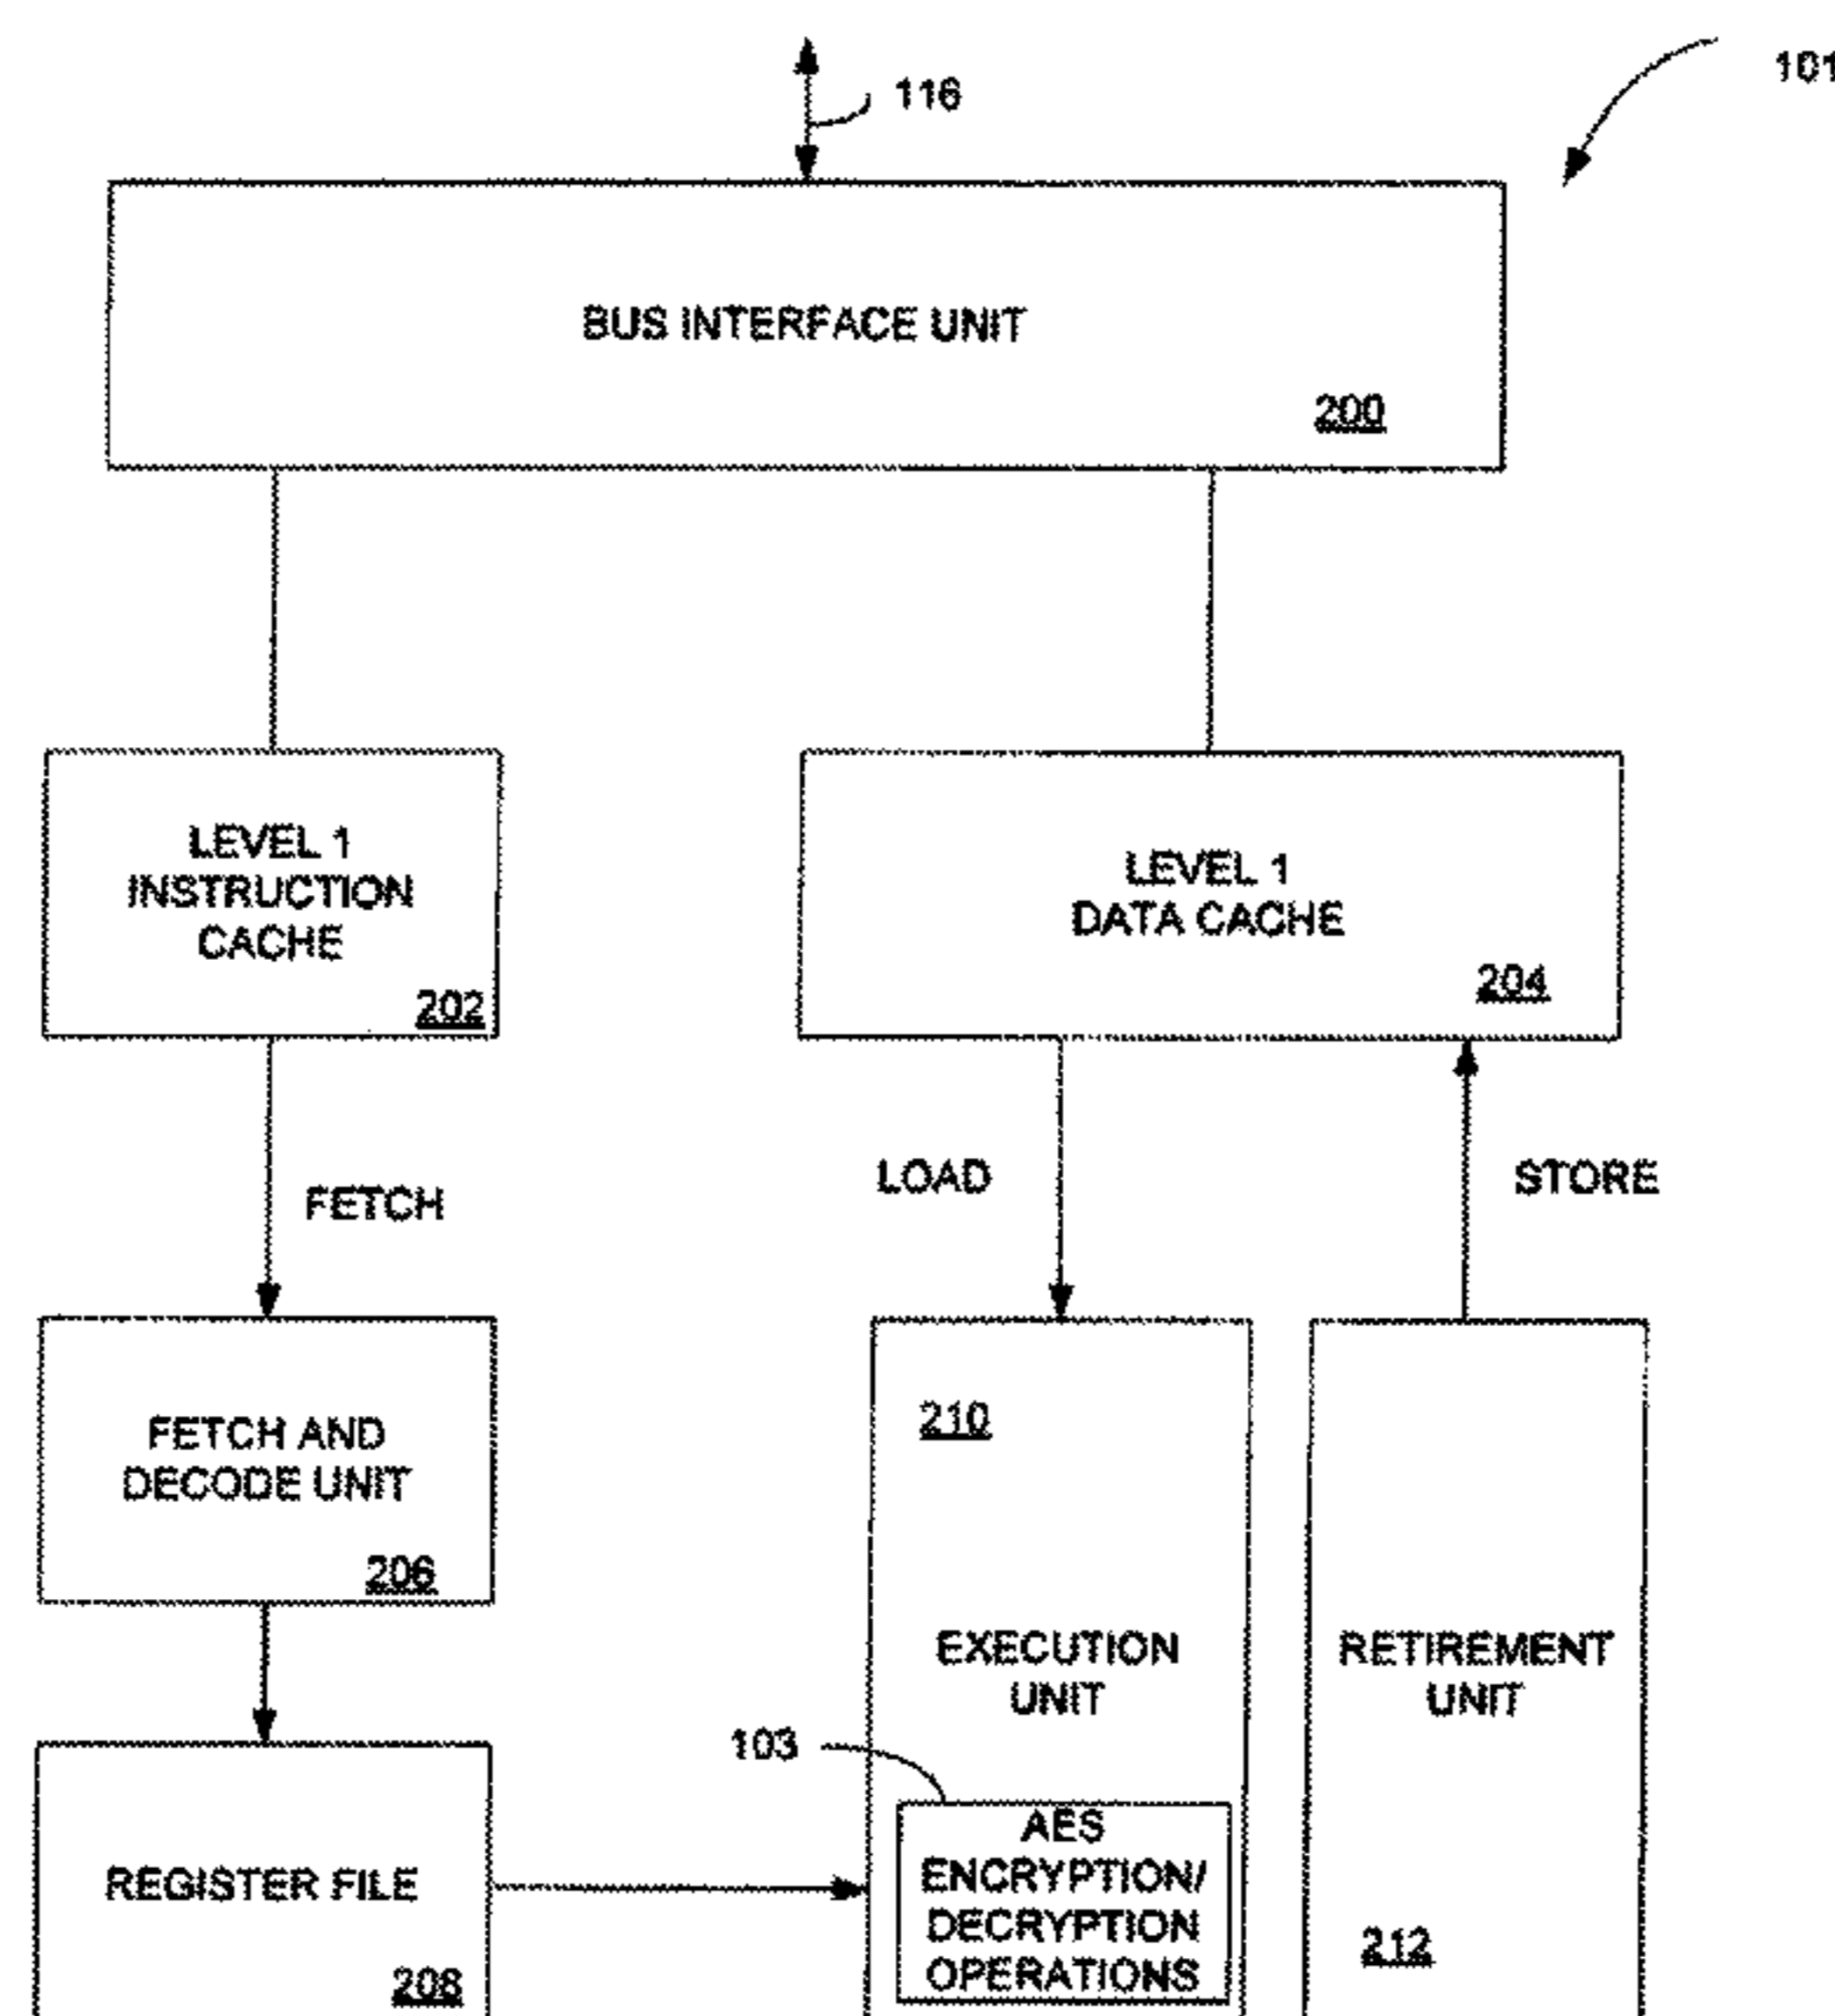 116
101
BUS INTERFACE UNIT
200
LEVEL 1
INSTRUCTION
CACHE
202
LEVEL 1
DATA CACHE
204
FETCH
LOAD
STORE
FETCH AND
DECODE UNIT
206
210
EXECUTION
UNIT
RETIREMENT
UNIT
103
AES
ENCRYPTION/
DECRYPTION
OPERATIONS
REGISTER FILE
208
212